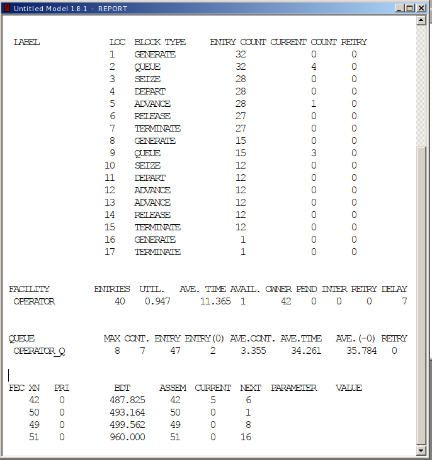 Untitled Model 1.8.1 - REPORT
LABEL LOC BLOCK TYPE ENTRY COUNT CURRENT COUNT RETRY
1 GENERATE 32 0 0
2 QUEUE 32 4 0
3 SEIZE 28 0 0
4 DEPART 28 0 0
5 ADVANCE 28 1 0
6 RELEASE 27 0 0
7 TERMINATE 27 0 0
8 GENERATE 15 0 0
9 QUEUE 15 3 0
10 SEIZE 12 0 0
11 DEPART 12 0 0
12 ADVANCE 12 0 0
13 ADVANCE 12 0 0
14 RELEASE 12 0 0
15 TERMINATE 12 0 0
16 GENERATE 1 0 0
17 TERMINATE 1 0 0
FACILITY ENTRIES UTIL. AVE. TIME AVAIL. OWNER PEND INTER RETRY DELAY
OPERATOR 40 0.947 11.365 1 42 0 0 0 7
QUEUE MAX CONT. ENTRY ENTRY(0) AVE.CONT. AVE.TIME AVE.(-0) RETRY
OPERATOR_Q 8 7 47 2 3.355 34.261 35.784 0
FEC XN PRI BDT ASSEM CURRENT NEXT PARAMETER VALUE
42 0 487.825 42 5 6
50 0 493.164 50 0 1
49 0 499.562 49 0 8
51 0 960.000 51 0 16